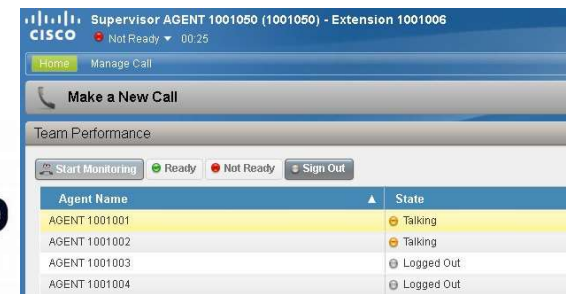 CISCO
Supervisor AGENT 1001050 (1001050) - Extension 1001006
Not Ready 00:25
Home Manage Call
Make a New Call
Team Performance
Start Monitoring Ready Not Ready Sign Out
Agent Name State
AGENT 1001001 Talking
AGENT 1001002 Talking
AGENT 1001003 Logged Out
AGENT 1001004 Logged Out